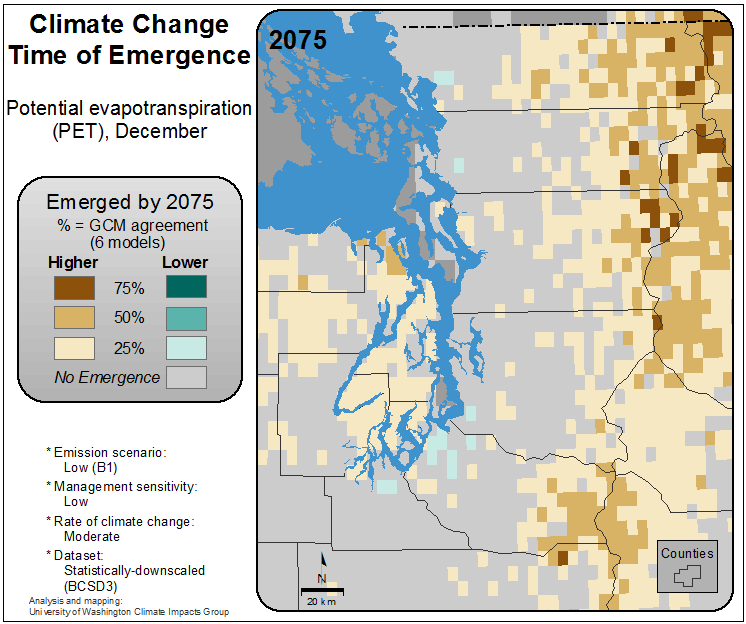 Climate Change
Time of Emergence
Potential evapotranspiration
(PET), December
Emerged by 2075
% = GCM agreement
(6 models)
Higher Lower
75%
50%
25%
No Emergence
* Emission scenario:
Low (B1)
* Management sensitivity:
Low
* Rate of climate change:
Moderate
* Dataset:
Statistically-downscaled
(BCSD3)
Analysis and mapping:
University of Washington Climate Impacts Group
2075
N
20 km
Counties